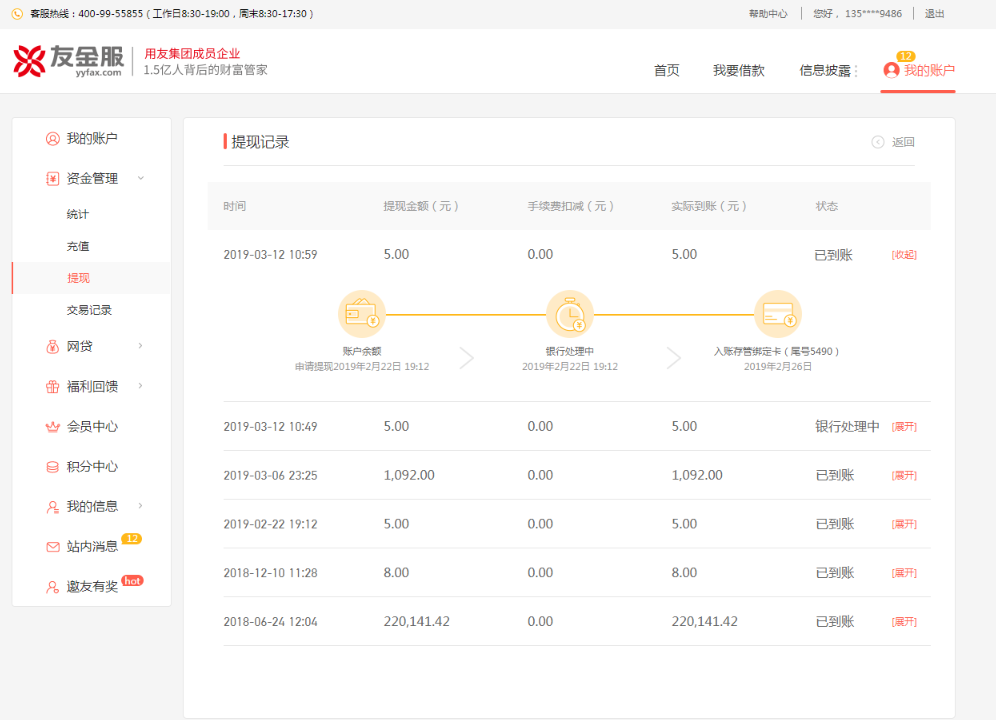 客服热线：400-99-55855（工作日8:30-19:00，周末8:30-17:30）
帮助中心 您好， 135****9486 退出
友金服
yyfax.com
用友集团成员企业
1.5亿人背后的财富管家
首页 我要借款 信息披露 我的账户
12
我的账户
资金管理
统计
充值
提现
交易记录
网贷
福利回馈
会员中心
积分中心
我的信息
站内消息 12
邀友有奖 hot
提现记录 返回
时间 提现金额（元） 手续费扣减（元） 实际到账（元） 状态
2019-03-12 10:59 5.00 0.00 5.00 已到账 [收起]
账户余额 银行处理中 入账存管绑定卡（尾号5490）
申请提现2019年2月22日 19:12 2019年2月22日 19:12 2019年2月26日
2019-03-12 10:49 5.00 0.00 5.00 银行处理中 [展开]
2019-03-06 23:25 1,092.00 0.00 1,092.00 已到账 [展开]
2019-02-22 19:12 5.00 0.00 5.00 已到账 [展开]
2018-12-10 11:28 8.00 0.00 8.00 已到账 [展开]
2018-06-24 12:04 220,141.42 0.00 220,141.42 已到账 [展开]